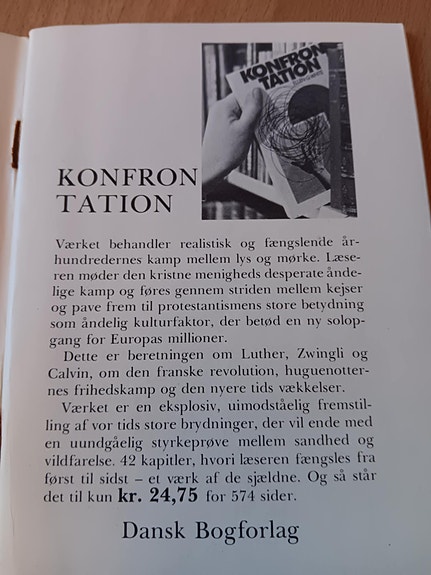 KONFRON
TATION
KONFRON
TATION
Værket behandler realistisk og fængslende år-
hundredernes kamp mellem lys og mørke. Læse-
ren møder den kristne menigheds desperate ånde-
lige kamp og føres gennem striden mellem kejser
og pave frem til protestantismens store betydning
som åndelig kulturfaktor, der betød en ny solop-
gang for Europas millioner.
Dette er beretningen om Luther, Zwingli og
Calvin, om den franske revolution, huguenotter-
nes frihedskamp og den nyere tids vækkelser.
Værket er en eksplosiv, uimodståelig fremstil-
ling af vor tids store brydninger, der vil ende med
en uundgåelig styrkeprøve mellem sandhed og
vildfarelse. 42 kapitler, hvori læseren fængsles fra
først til sidst – et værk af de sjældne. Og så står
det til kun kr. 24,75 for 574 sider.
Dansk Bogforlag